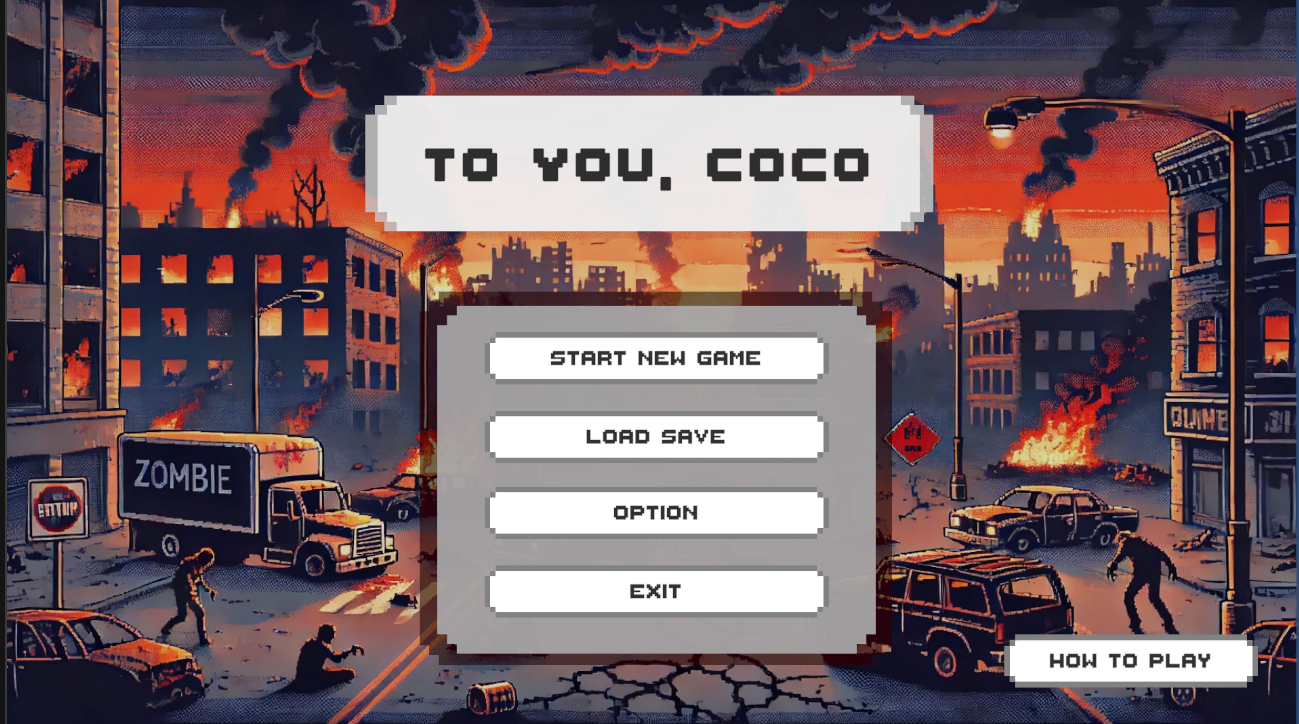 TO YOU, COCO
START NEW GAME
LOAD SAVE
OPTION
EXIT
ZOMBIE
HOW TO PLAY